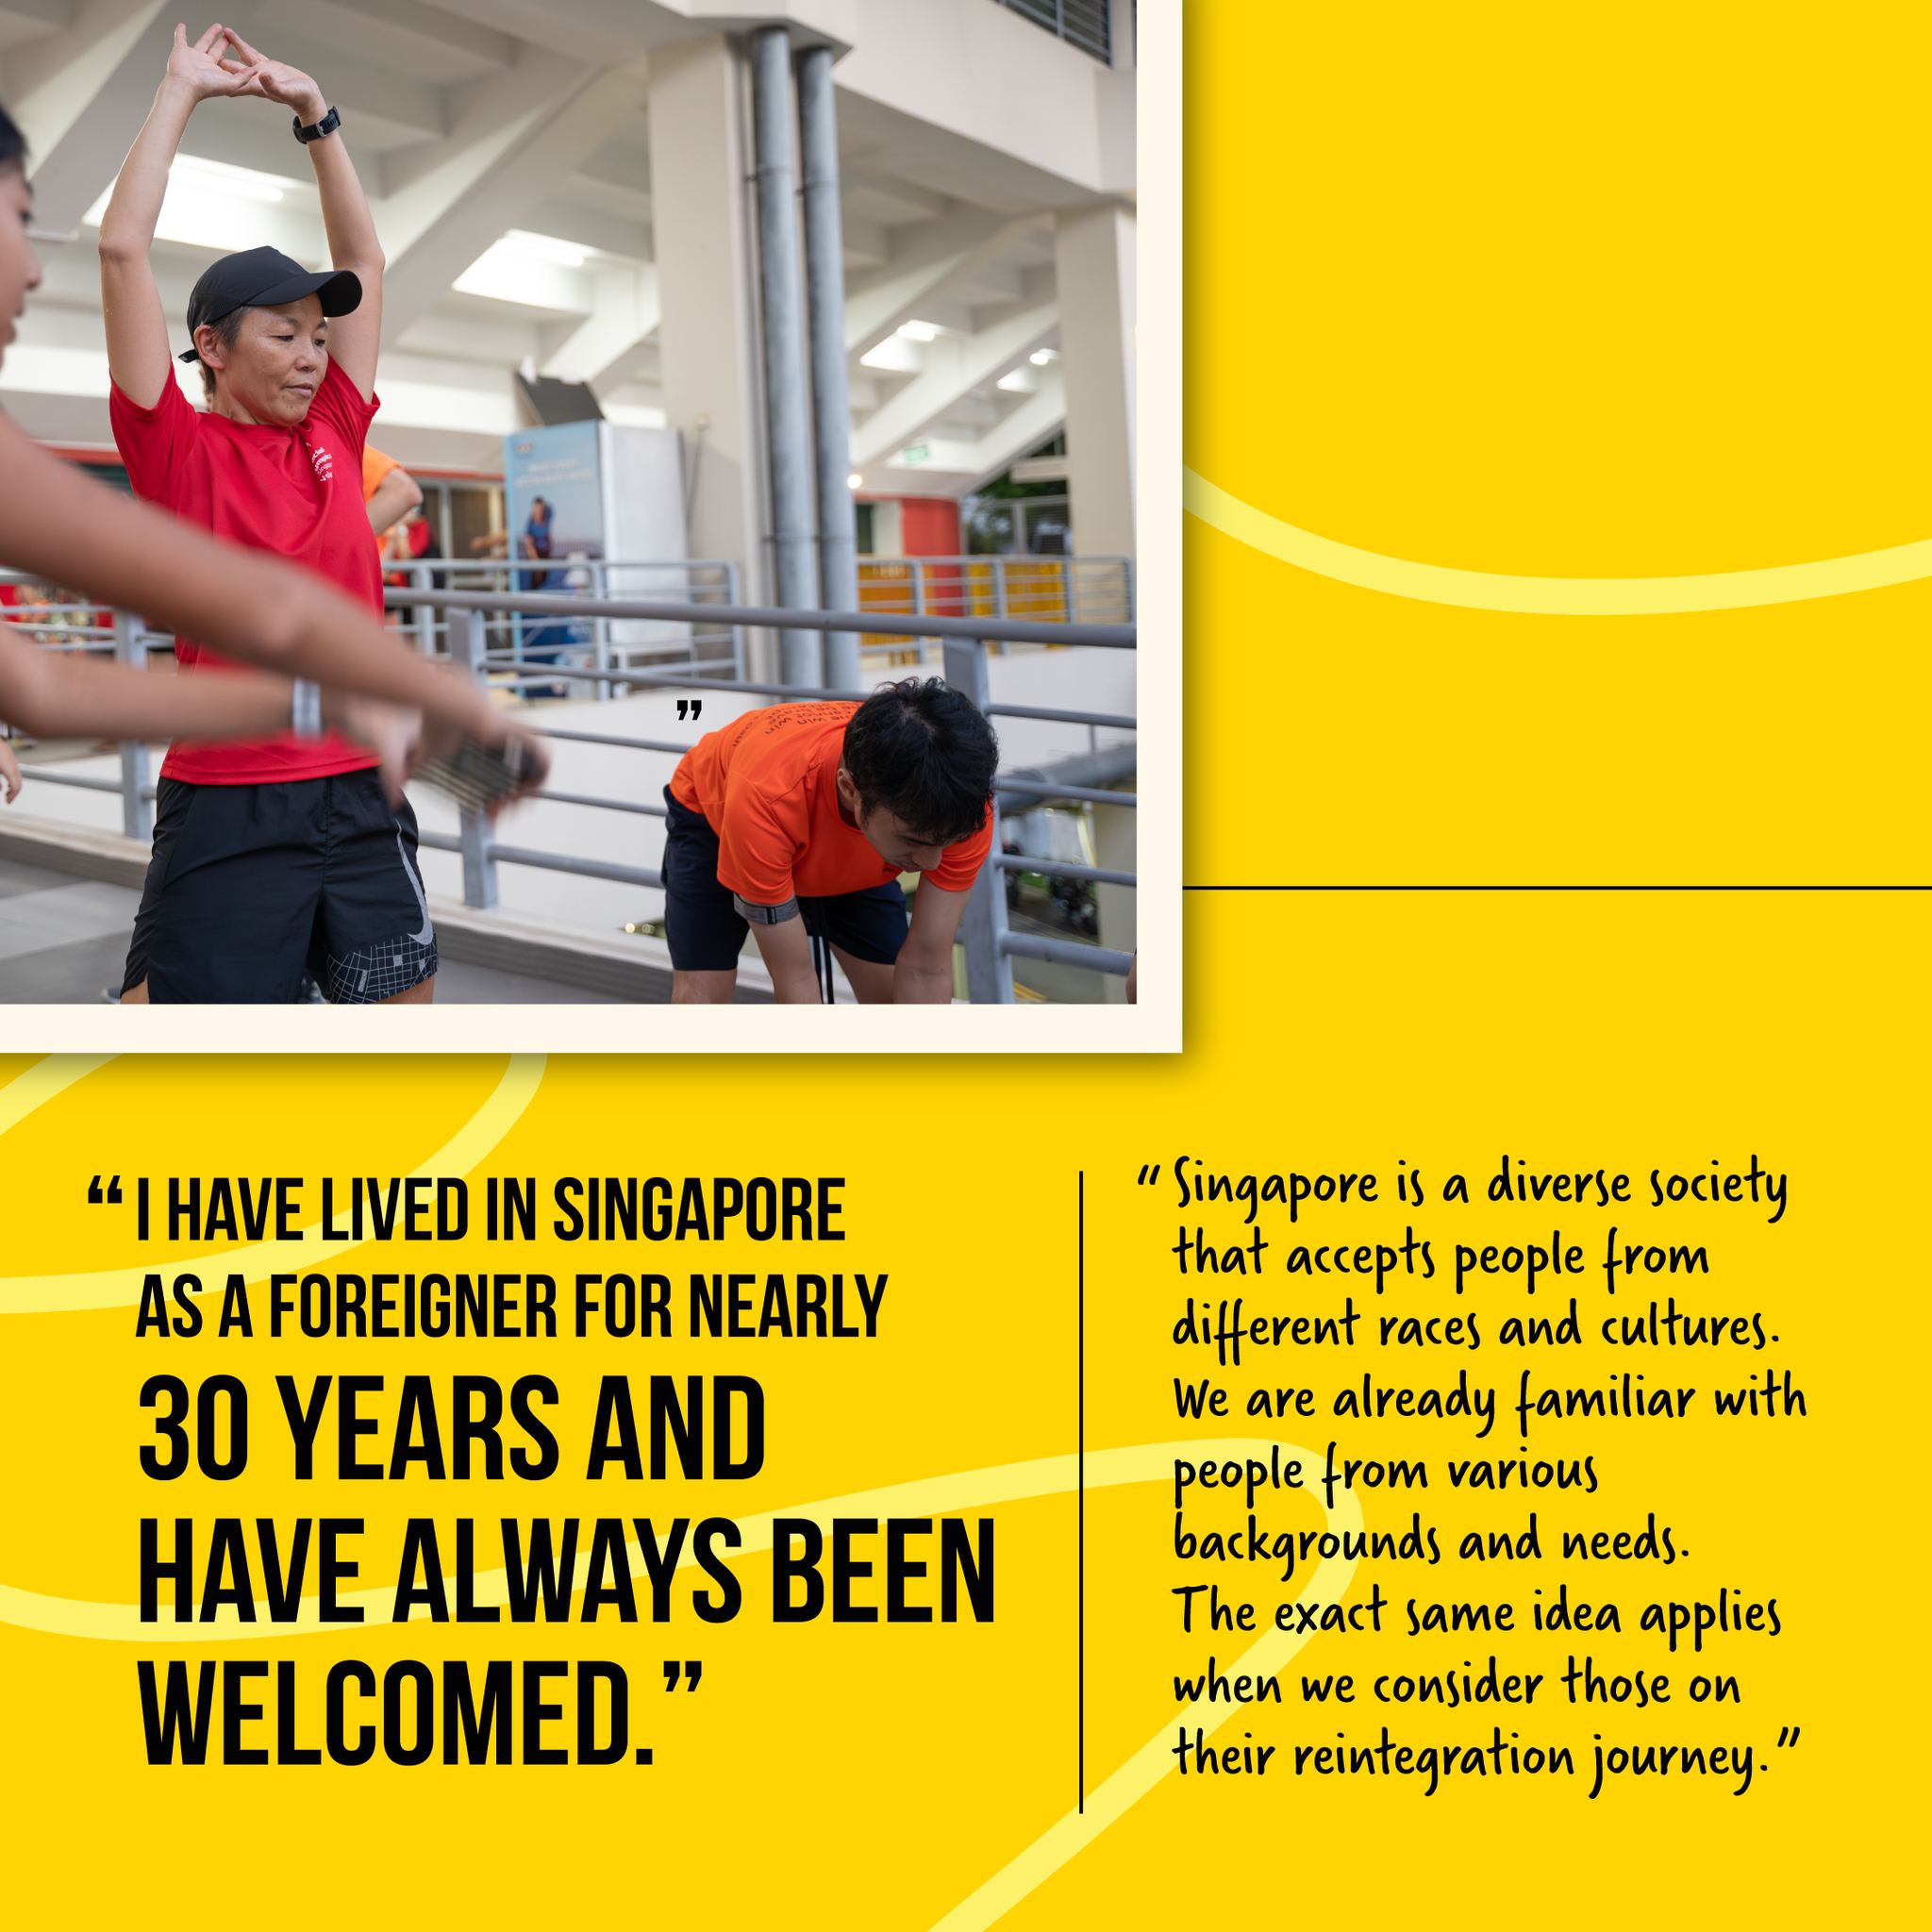 ”
“I HAVE LIVED IN SINGAPORE
AS A FOREIGNER FOR NEARLY
30 YEARS AND
HAVE ALWAYS BEEN
WELCOMED.”
“Singapore is a diverse society
that accepts people from
different races and cultures.
We are already familiar with
people from various
backgrounds and needs.
The exact same idea applies
when we consider those on
their reintegration journey.”